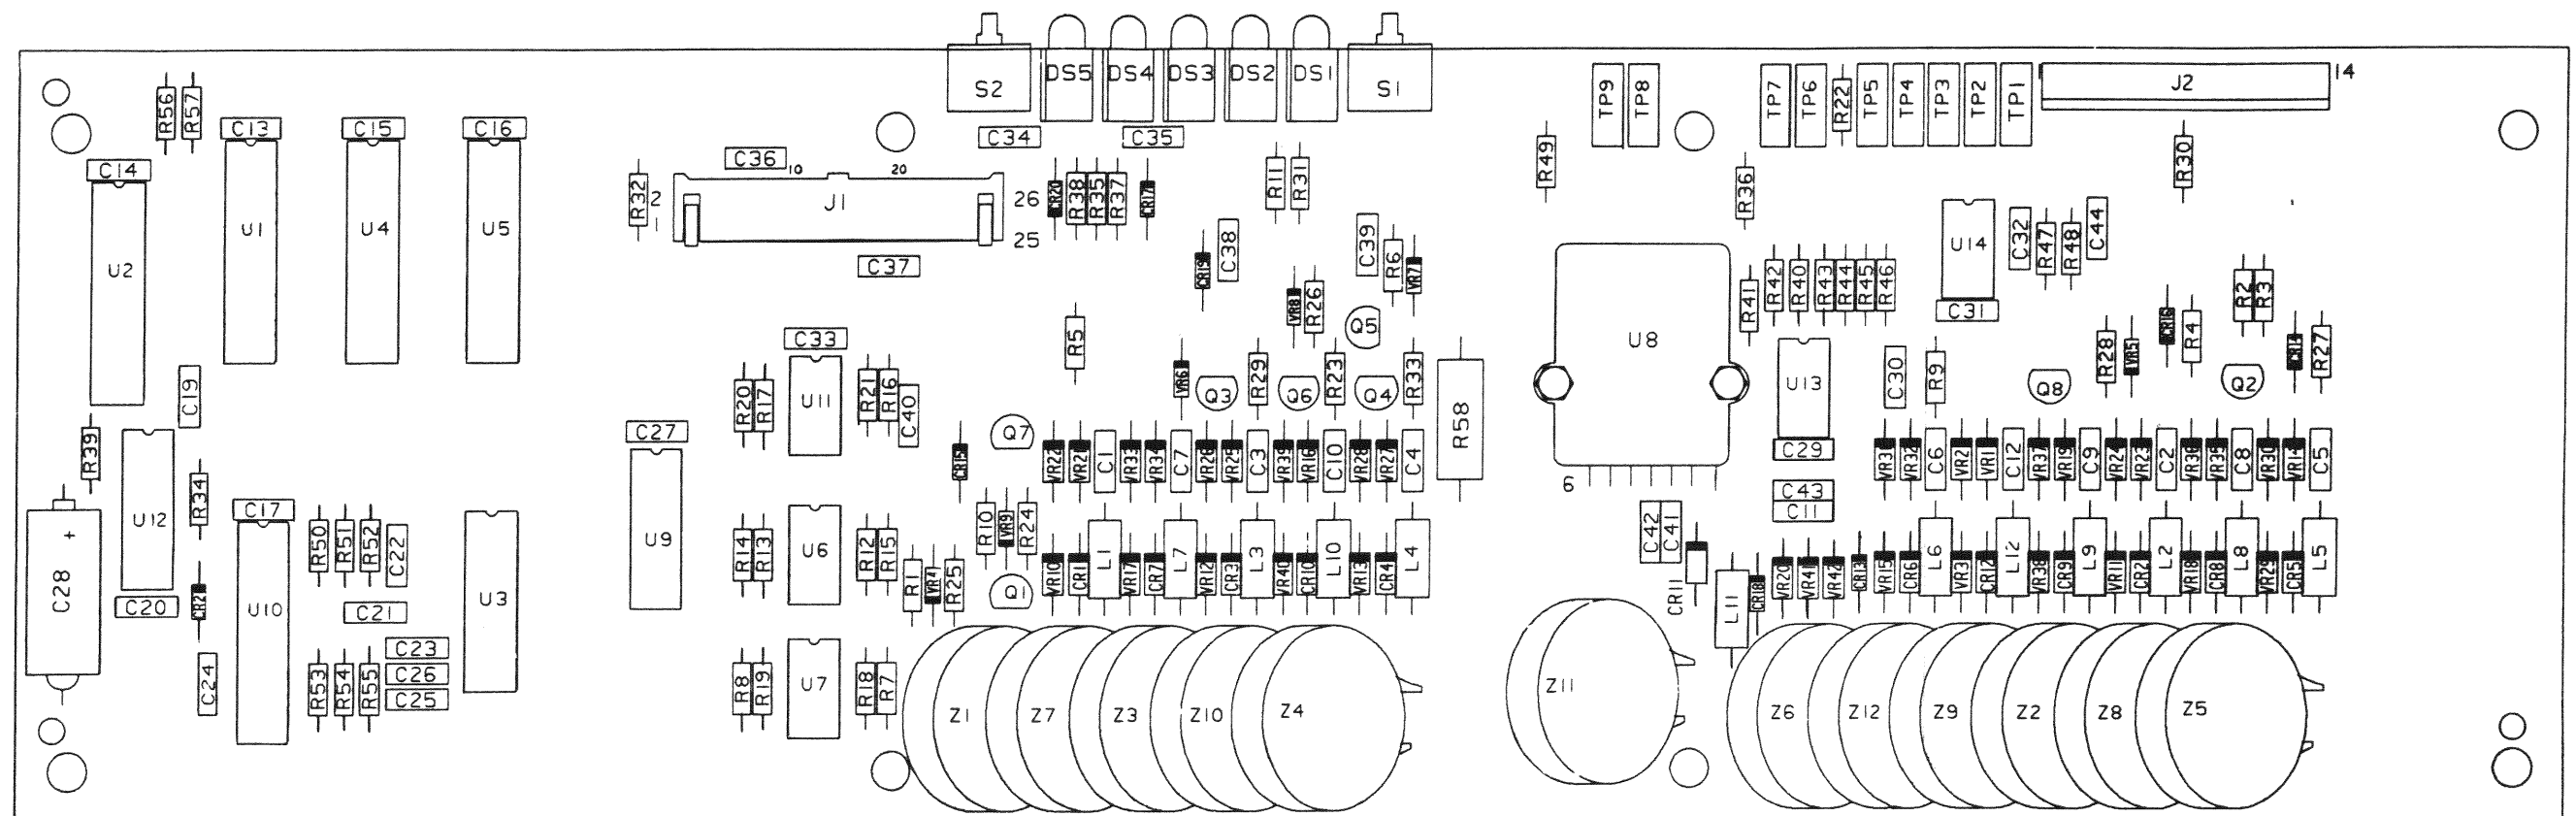 S2 DS5 DS4 DS3 DS2 DS1 S1
TP9 TP8 TP7 TP6 R22 TP5 TP4 TP3 TP2 TP1 J2 14
R56 R57 C13 C15 C16 C34 C35
C14 C36 10 20 R49 R30
R32 2 J1 26 CR20 R38 R35 R37 CR17 R11 R31 R36
1 25
U2 U1 U4 U5 C37 CR19 C38 C39 R6 VR7 U14 C32 R47 R48 C44
VR8 R26 Q5 R41 R42 R40 R43 R44 R45 R46 C31 R2 R3
C33 R5 U8 CR16 R4 R28 VR5 CR14 R27
C19 R20 R17 U11 R21 R16 C40 VR6 Q3 R29 Q6 R23 Q4 R33 U13 C30 R9 Q8 Q2
R39 C27 CR15 Q7 R58 C29
VR22 VR21 C1 VR33 VR34 C7 VR26 VR25 C3 VR39 VR16 C10 VR28 VR27 C4
VR32 C6 VR2 VR1 C12 VR37 VR19 C9 VR24 VR23 C2 VR36 VR35 C8 VR30 VR14 C5
6
R34 C17 C43
C11
U12 R50 R51 R52 C22 U9 R14 R13 U6 R12 R15 R10 VR9 R24 C42 C41
+
C28 C20 U10 C21 U3 R1 VR4 R25 Q1
VR10 CR1 L1 VR17 CR7 L7 VR12 CR3 L3 VR40 CR10 L10 VR13 CR4 L4
CR11 L11 CR18 VR20 VR41 VR42 CR13 VR15 CR6 L6 VR3 CR12 L12 VR38 CR9 L9 VR11 CR2 L2 VR18 CR8 L8 VR29 CR5 L5
C24 R53 R54 R55 C23
C26
C25
R8 R19 U7 R18 R7
Z1 Z7 Z3 Z10 Z4 Z11 Z6 Z12 Z9 Z2 Z8 Z5